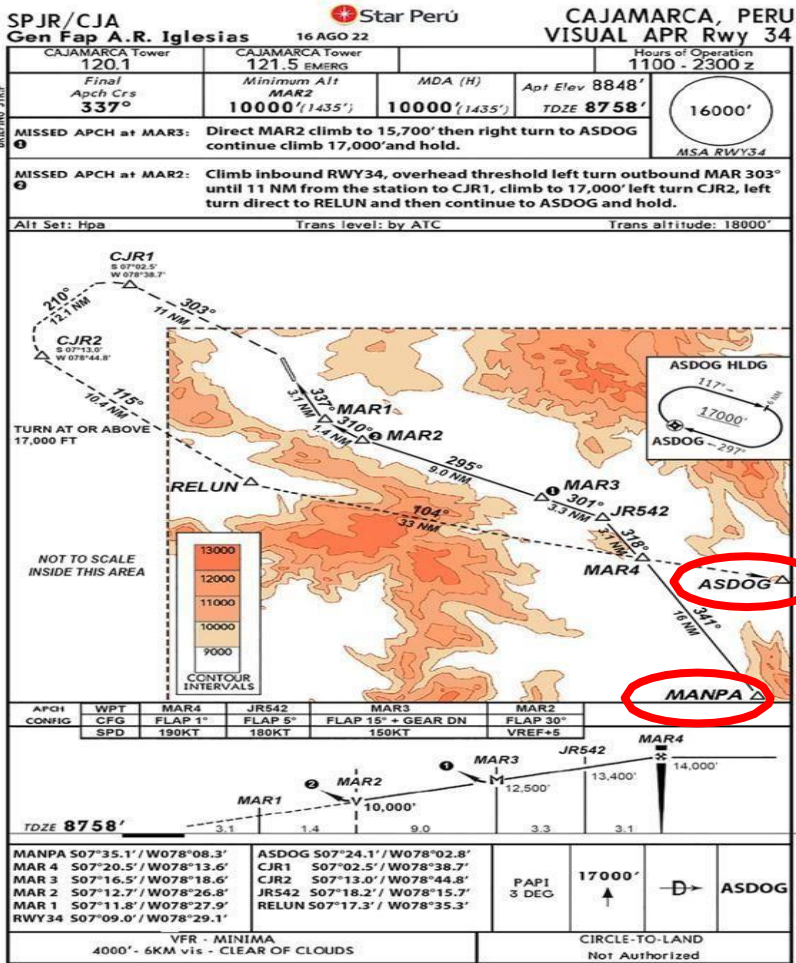 SPJR/CJA
Star Perú
CAJAMARCA, PERU
Gen Fap A.R. Iglesias
16 AGO 22
VISUAL APR Rwy 34
CAJAMARCA Tower
120.1
CAJAMARCA Tower
121.5 EMERG
Hours of Operation
1100 - 2300 z
Final
Apch Crs
337°
Minimum Alt
MAR2
10000'(1435')
MDA (H)
10000'(1435')
Apt Elev 8848'
TDZE 8758'
16000'
MSA RWY34
MISSED APCH at MAR3:
1
Direct MAR2 climb to 15,700' then right turn to ASDOG
continue climb 17,000'and hold.
MISSED APCH at MAR2:
2
Climb inbound RWY34, overhead threshold left turn outbound MAR 303°
until 11 NM from the station to CJR1, climb to 17,000' left turn CJR2, left
turn direct to RELUN and then continue to ASDOG and hold.
Alt Set: Hpa
Trans level: by ATC
Trans altitude: 18000'
CJR1
S 07°02.5'
W 078°38.7'
210°
12.1 NM
303°
11 NM
CJR2
S 07°13.0'
W 078°44.8'
115°
10.4 NM
TURN AT OR ABOVE
17,000 FT
ASDOG HLDG
117°
6 NM
17000'
ASDOG
297°
337°
3.1 NM
MAR1
310°
1.4 NM
2 MAR2
295°
9.0 NM
RELUN
1 MAR3
301°
3.3 NM
JR542
104°
33 NM
318°
3.1 NM
MAR4
ASDOG
NOT TO SCALE
INSIDE THIS AREA
13000
12000
11000
10000
9000
CONTOUR
INTERVALS
341°
16 NM
MANPA
APCH
CONFIG
WPT MAR4 JR542 MAR3 MAR2
CFG FLAP 1° FLAP 5° FLAP 15° + GEAR DN FLAP 30°
SPD 190KT 180KT 150KT VREF+5
MAR4
JR542
MAR3
1
MAR2
2
MAR1
14,000'
13,400'
M
12,500'
V
10,000'
TDZE 8758'
3.1 1.4 9.0 3.3 3.1
MANPA S07°35.1'/W078°08.3'
MAR 4 S07°20.5'/W078°13.6'
MAR 3 S07°16.5'/W078°18.6'
MAR 2 S07°12.7'/W078°26.8'
MAR 1 S07°11.8'/W078°27.9'
RWY34 S07°09.0'/W078°29.1'
ASDOG S07°24.1'/W078°02.8'
CJR1 S07°02.5'/W078°38.7'
CJR2 S07°13.0'/W078°44.8'
JRS42 S07°18.2'/W078°15.7'
RELUN S07°17.3'/W078°35.3'
PAPI
3 DEG
17000'
D
ASDOG
VFR - MINIMA
4000'- 6KM vis - CLEAR OF CLOUDS
CIRCLE-TO-LAND
Not Authorized